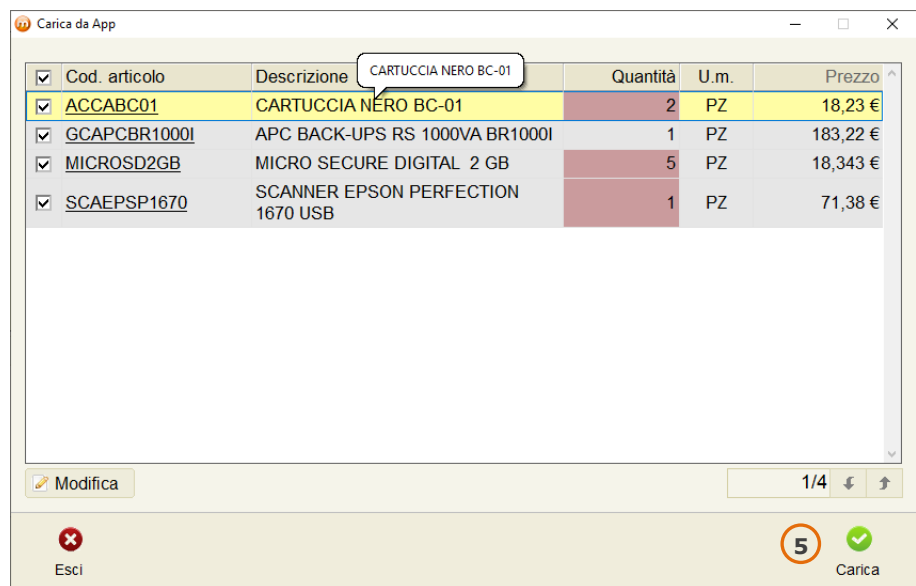 Carica da App
Cod. articolo Descrizione Quantità U.m. Prezzo
CARTUCCIA NERO BC-01
ACCABC01 CARTUCCIA NERO BC-01 2 PZ 18,23 €
GCAPCBR1000I APC BACK-UPS RS 1000VA BR1000I 1 PZ 183,22 €
MICROSD2GB MICRO SECURE DIGITAL 2 GB 5 PZ 18,343 €
SCAEPSP1670 SCANNER EPSON PERFECTION 1 PZ 71,38 €
1670 USB
Modifica 1/4
5
Esci Carica